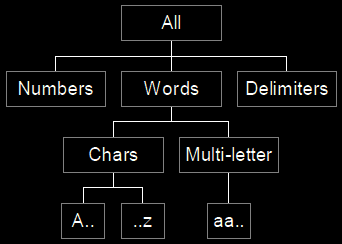 All
Numbers Words Delimiters
Chars Multi-letter
A.. ..z aa..